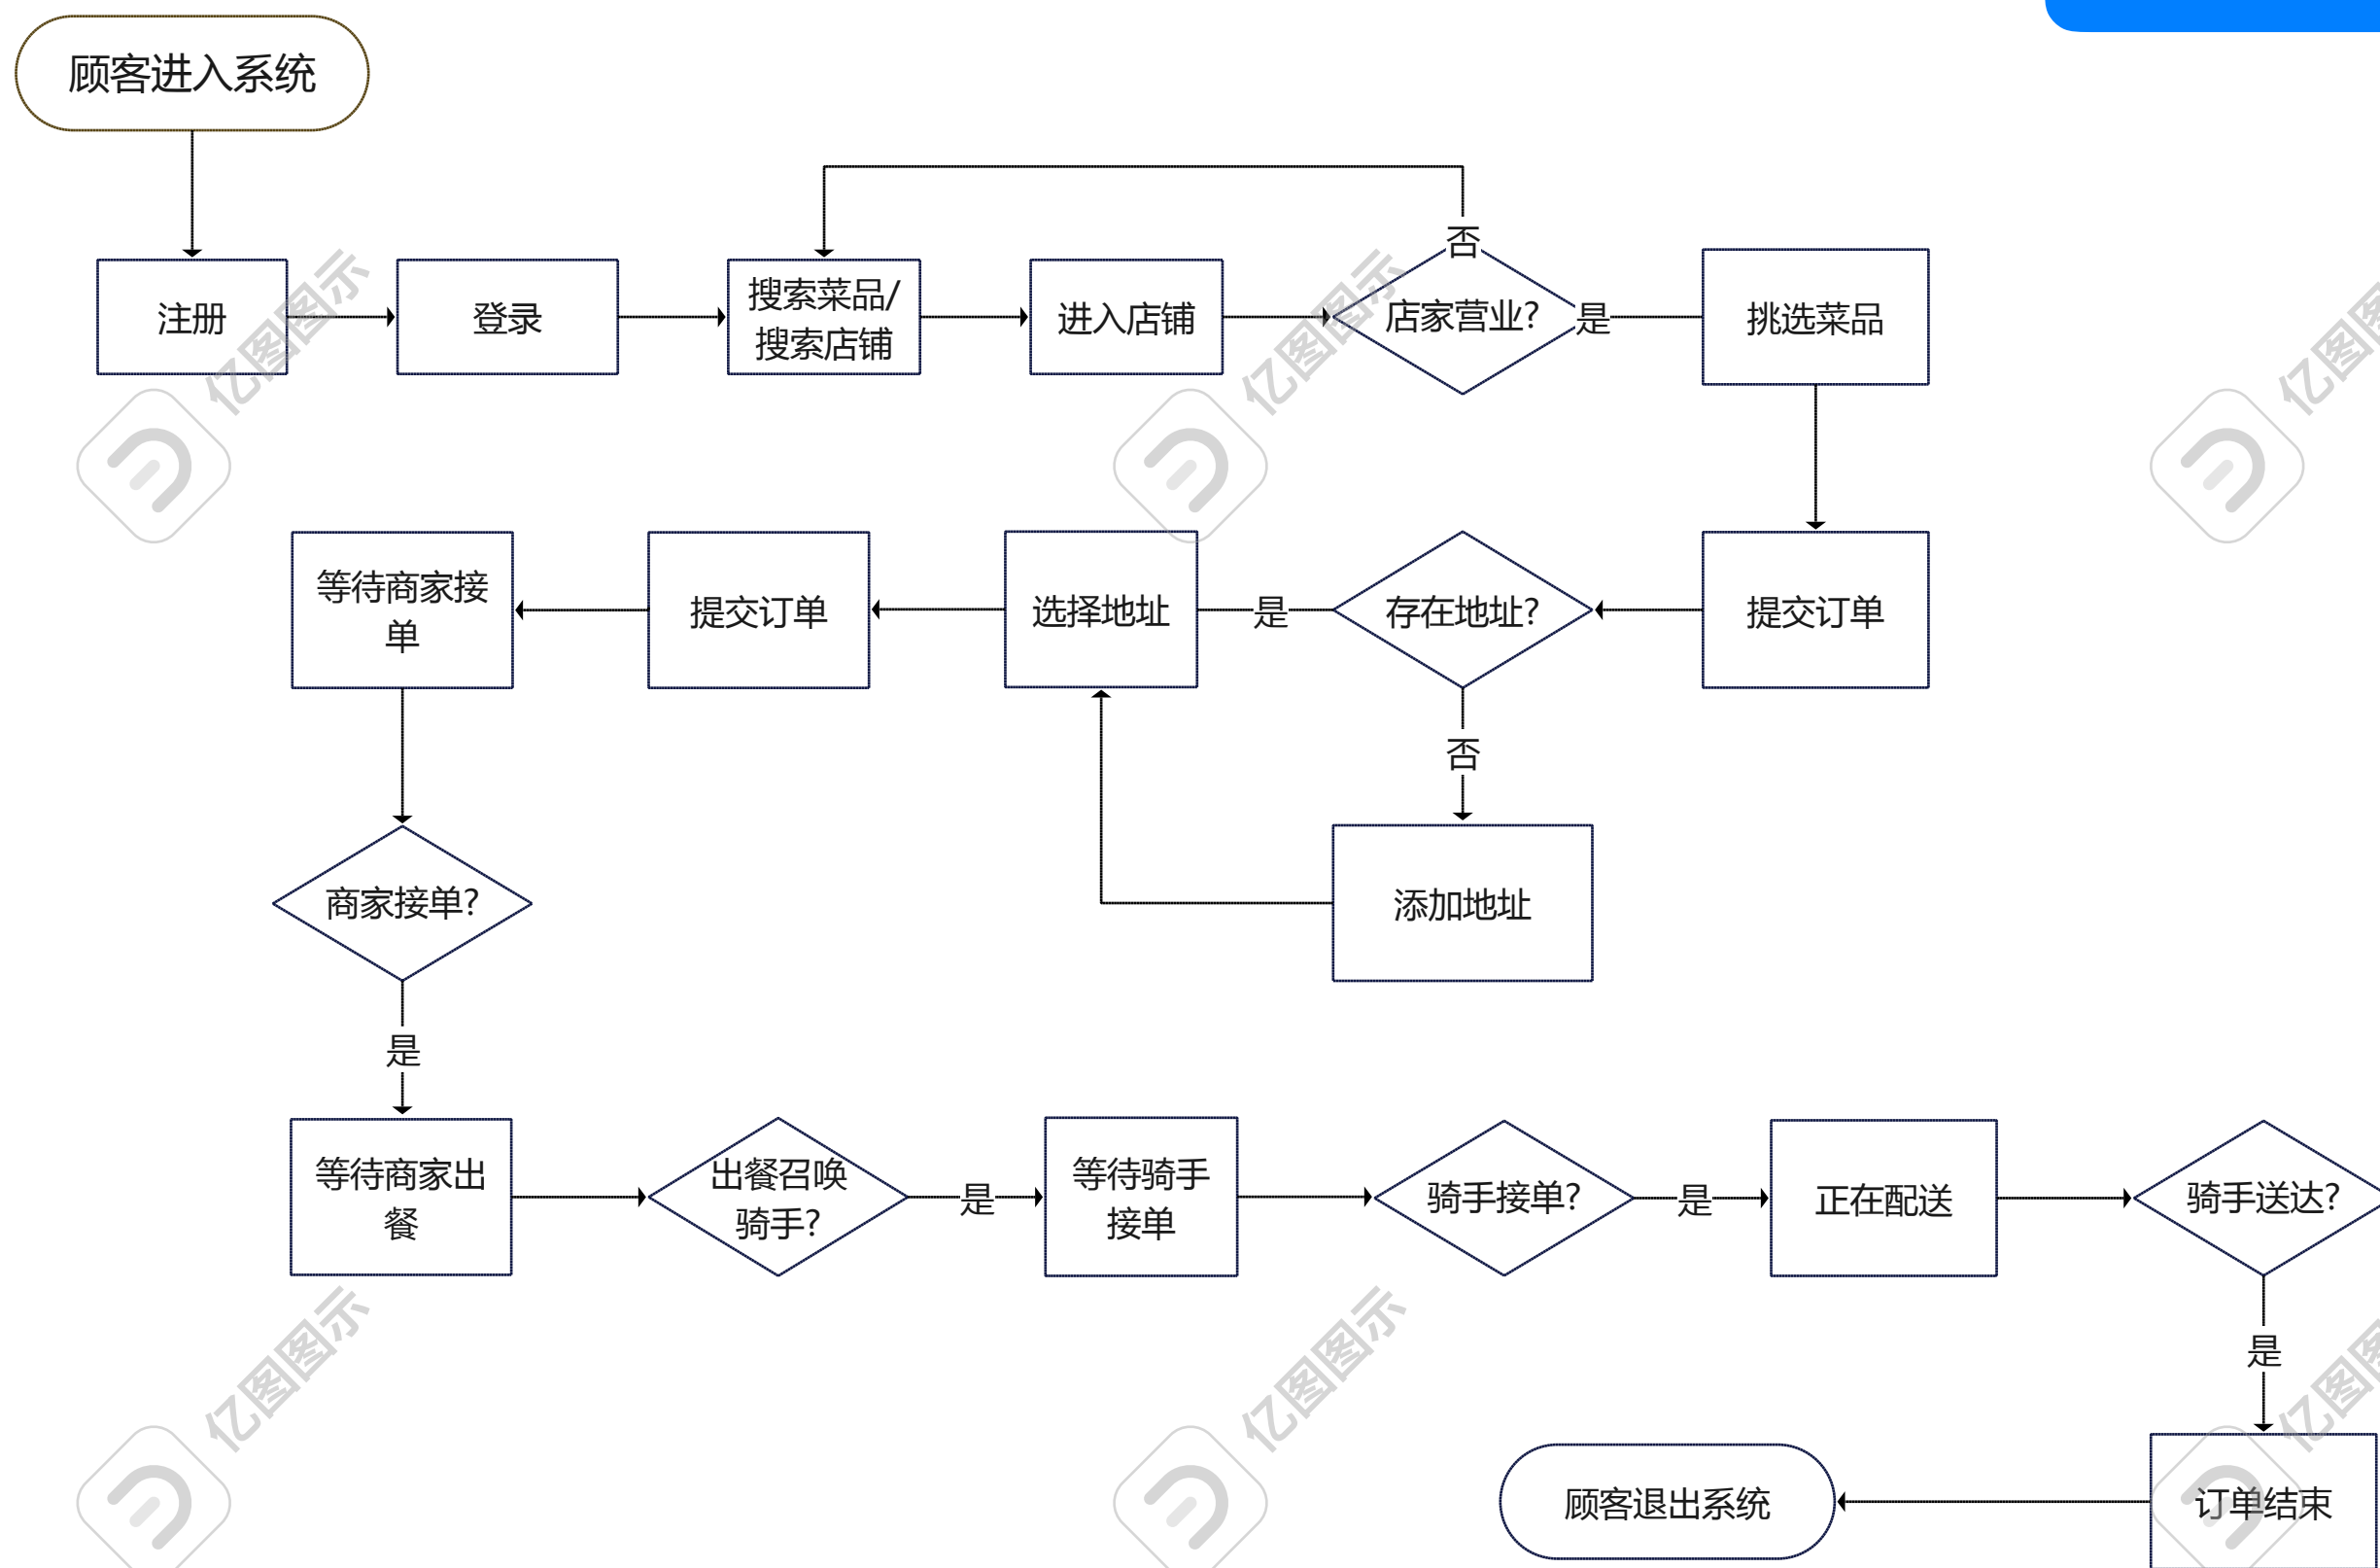 顾客进入系统
否
注册
登录
搜索菜品/
搜索店铺
进入店铺
店家营业?
是
挑选菜品
亿图图示
亿图图示
亿图图
等待商家接
单
提交订单
选择地址
是
存在地址?
提交订单
否
商家接单?
添加地址
是
等待商家出
餐
出餐召唤
骑手?
是
等待骑手
接单
骑手接单?
是
正在配送
骑手送达?
是
亿图图示
亿图图示
亿图图
顾客退出系统
订单结束